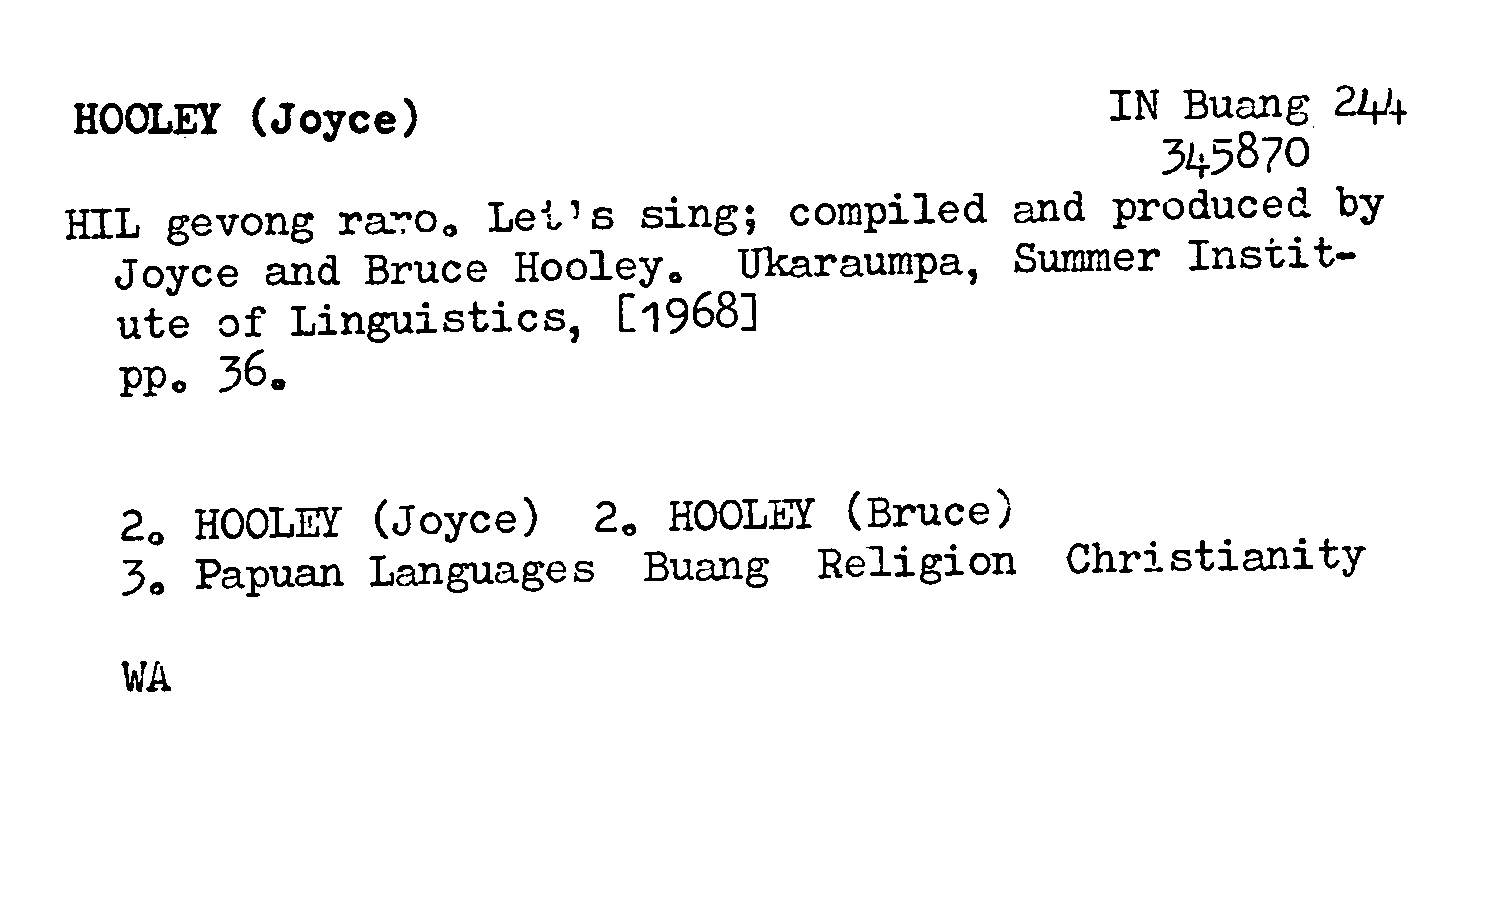 HOOLEY (Joyce)
IN Buang 244
345870
HIL gevong raro. Let's sing; compiled and produced by
Joyce and Bruce Hooley. Ukaraumpa, Summer Instit-
ute of Linguistics, [1968]
pp. 36.
2. HOOLEY (Joyce) 2. HOOLEY (Bruce)
3. Papuan Languages Buang Religion Christianity
WA